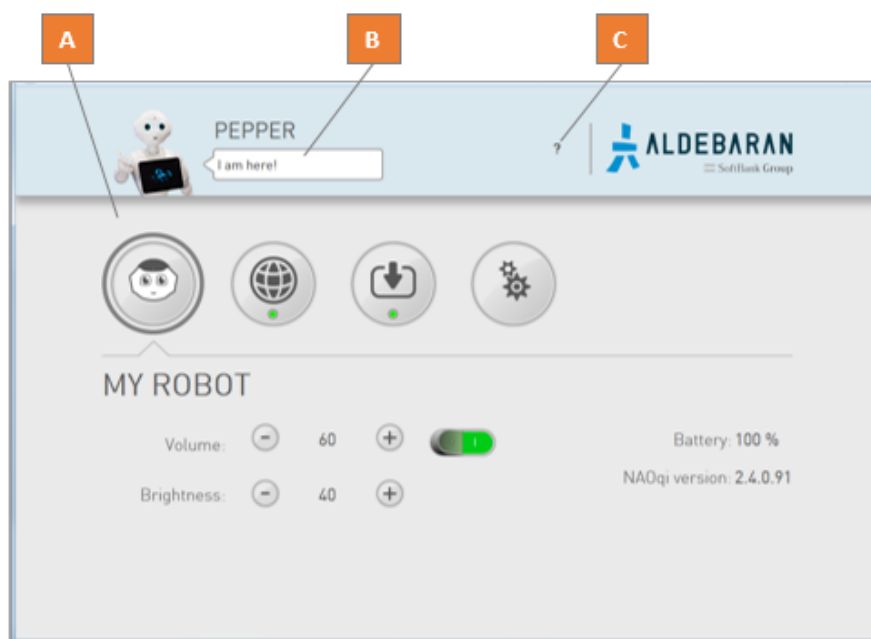 A
B
C
PEPPER
I am here!
?
ALDEBARAN
SoftBank Group
MY ROBOT
Volume: 60
Battery: 100 %
NAOqi version: 2.4.0.91
Brightness: 40